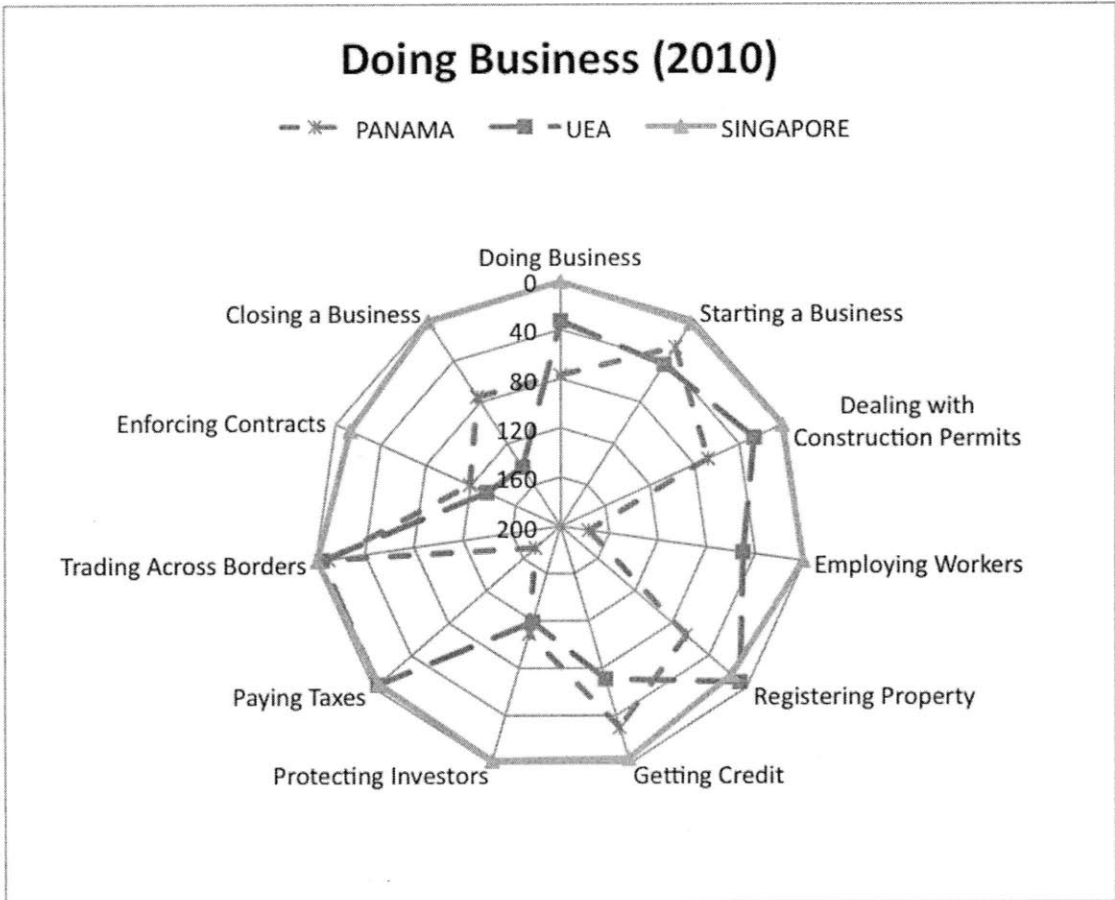 Doing Business (2010)
PANAMA
UEA
SINGAPORE
Doing Business
Starting a Business
Dealing with
Construction Permits
Employing Workers
Registering Property
Getting Credit
Protecting Investors
Paying Taxes
Trading Across Borders
Enforcing Contracts
Closing a Business
0
40
80
120
160
200